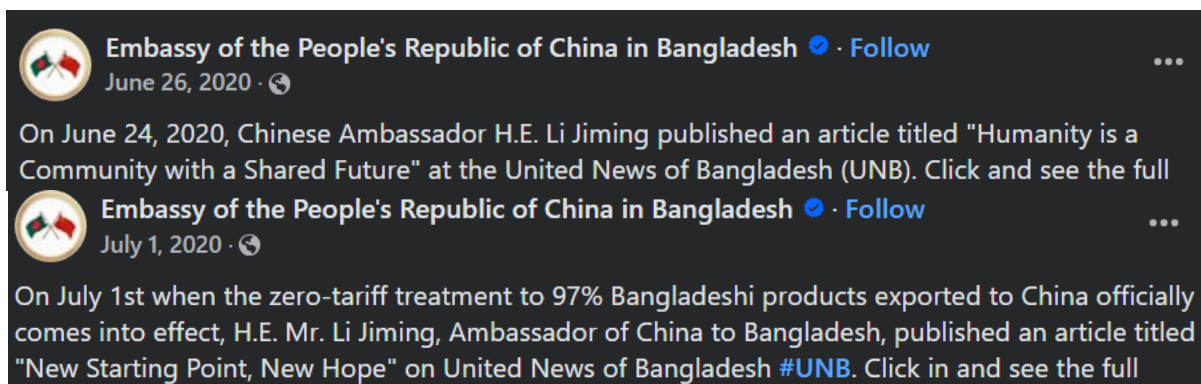 Embassy of the People's Republic of China in Bangladesh · Follow
June 26, 2020 ·
On June 24, 2020, Chinese Ambassador H.E. Li Jiming published an article titled "Humanity is a
Community with a Shared Future" at the United News of Bangladesh (UNB). Click and see the full
Embassy of the People's Republic of China in Bangladesh · Follow
July 1, 2020 ·
On July 1st when the zero-tariff treatment to 97% Bangladeshi products exported to China officially
comes into effect, H.E. Mr. Li Jiming, Ambassador of China to Bangladesh, published an article titled
"New Starting Point, New Hope" on United News of Bangladesh #UNB. Click in and see the full